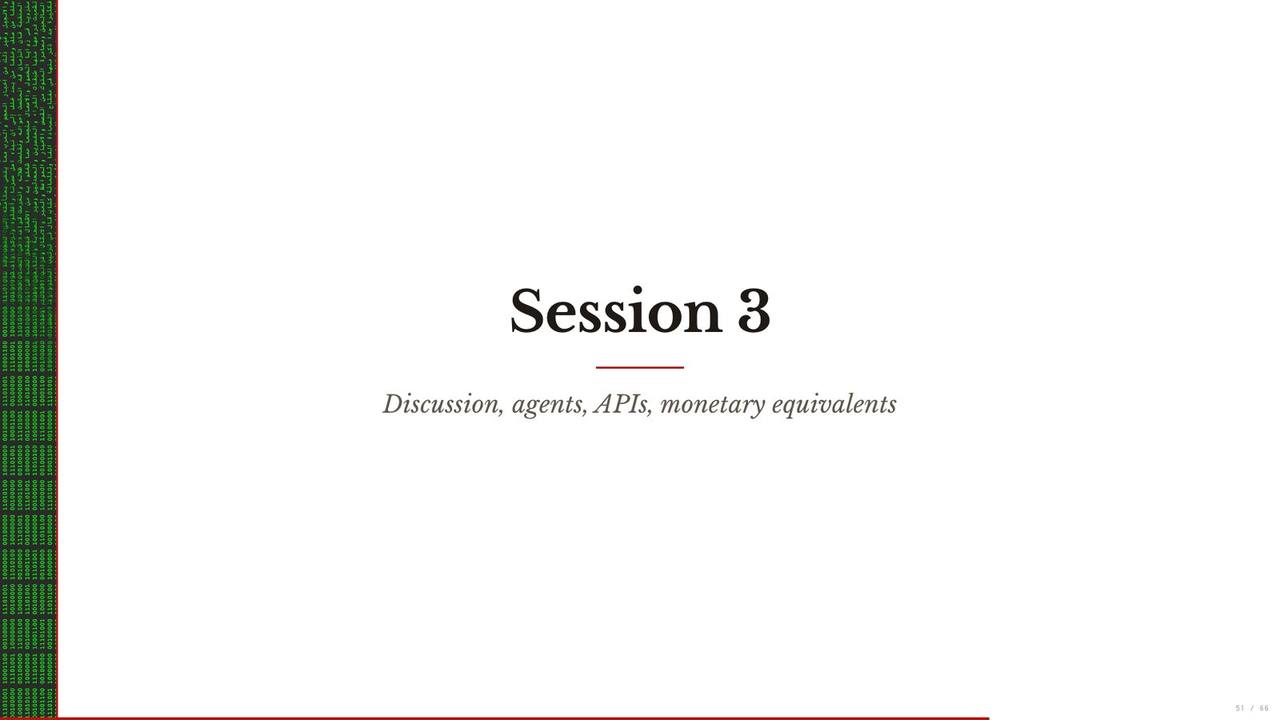 Session 3
Discussion, agents, APIs, monetary equivalents
51 / 66